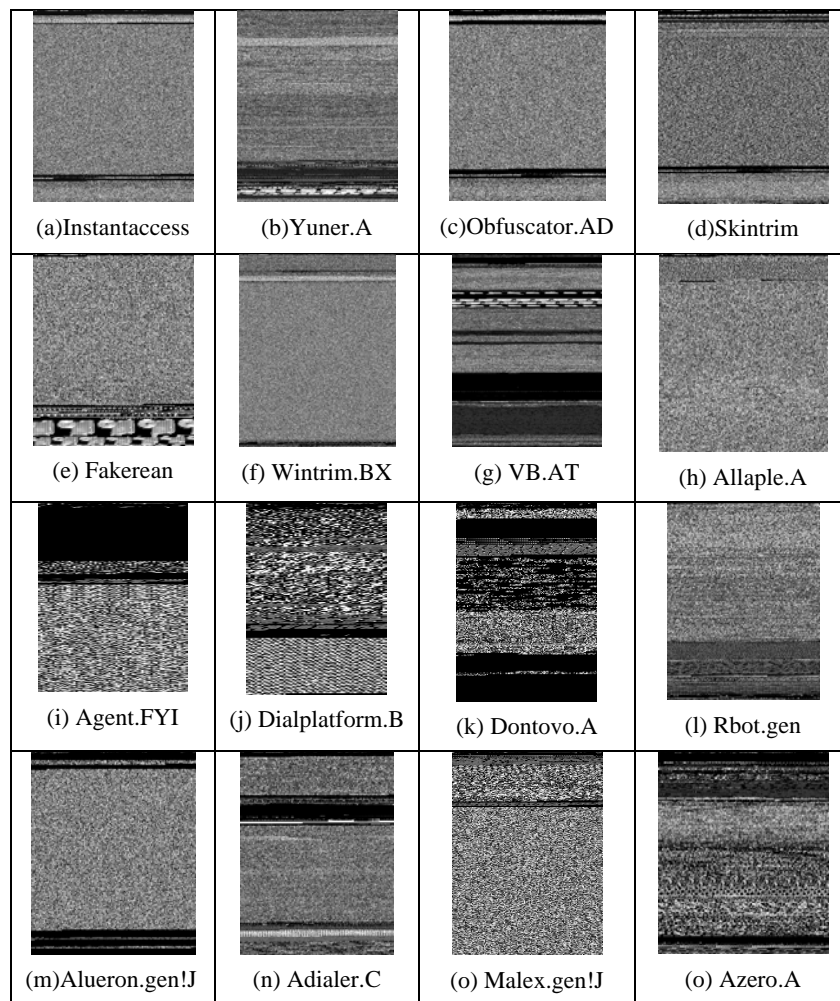 (a)Instantaccess
(b)Yuner.A
(c)Obfuscator.AD
(d)Skintrim
(e) Fakerean
(f) Wintrim.BX
(g) VB.AT
(h) Allaple.A
(i) Agent.FYI
(j) Dialplatform.B
(k) Dontovo.A
(l) Rbot.gen
(m)Alueron.gen!J
(n) Adialer.C
(o) Malex.gen!J
(o) Azero.A